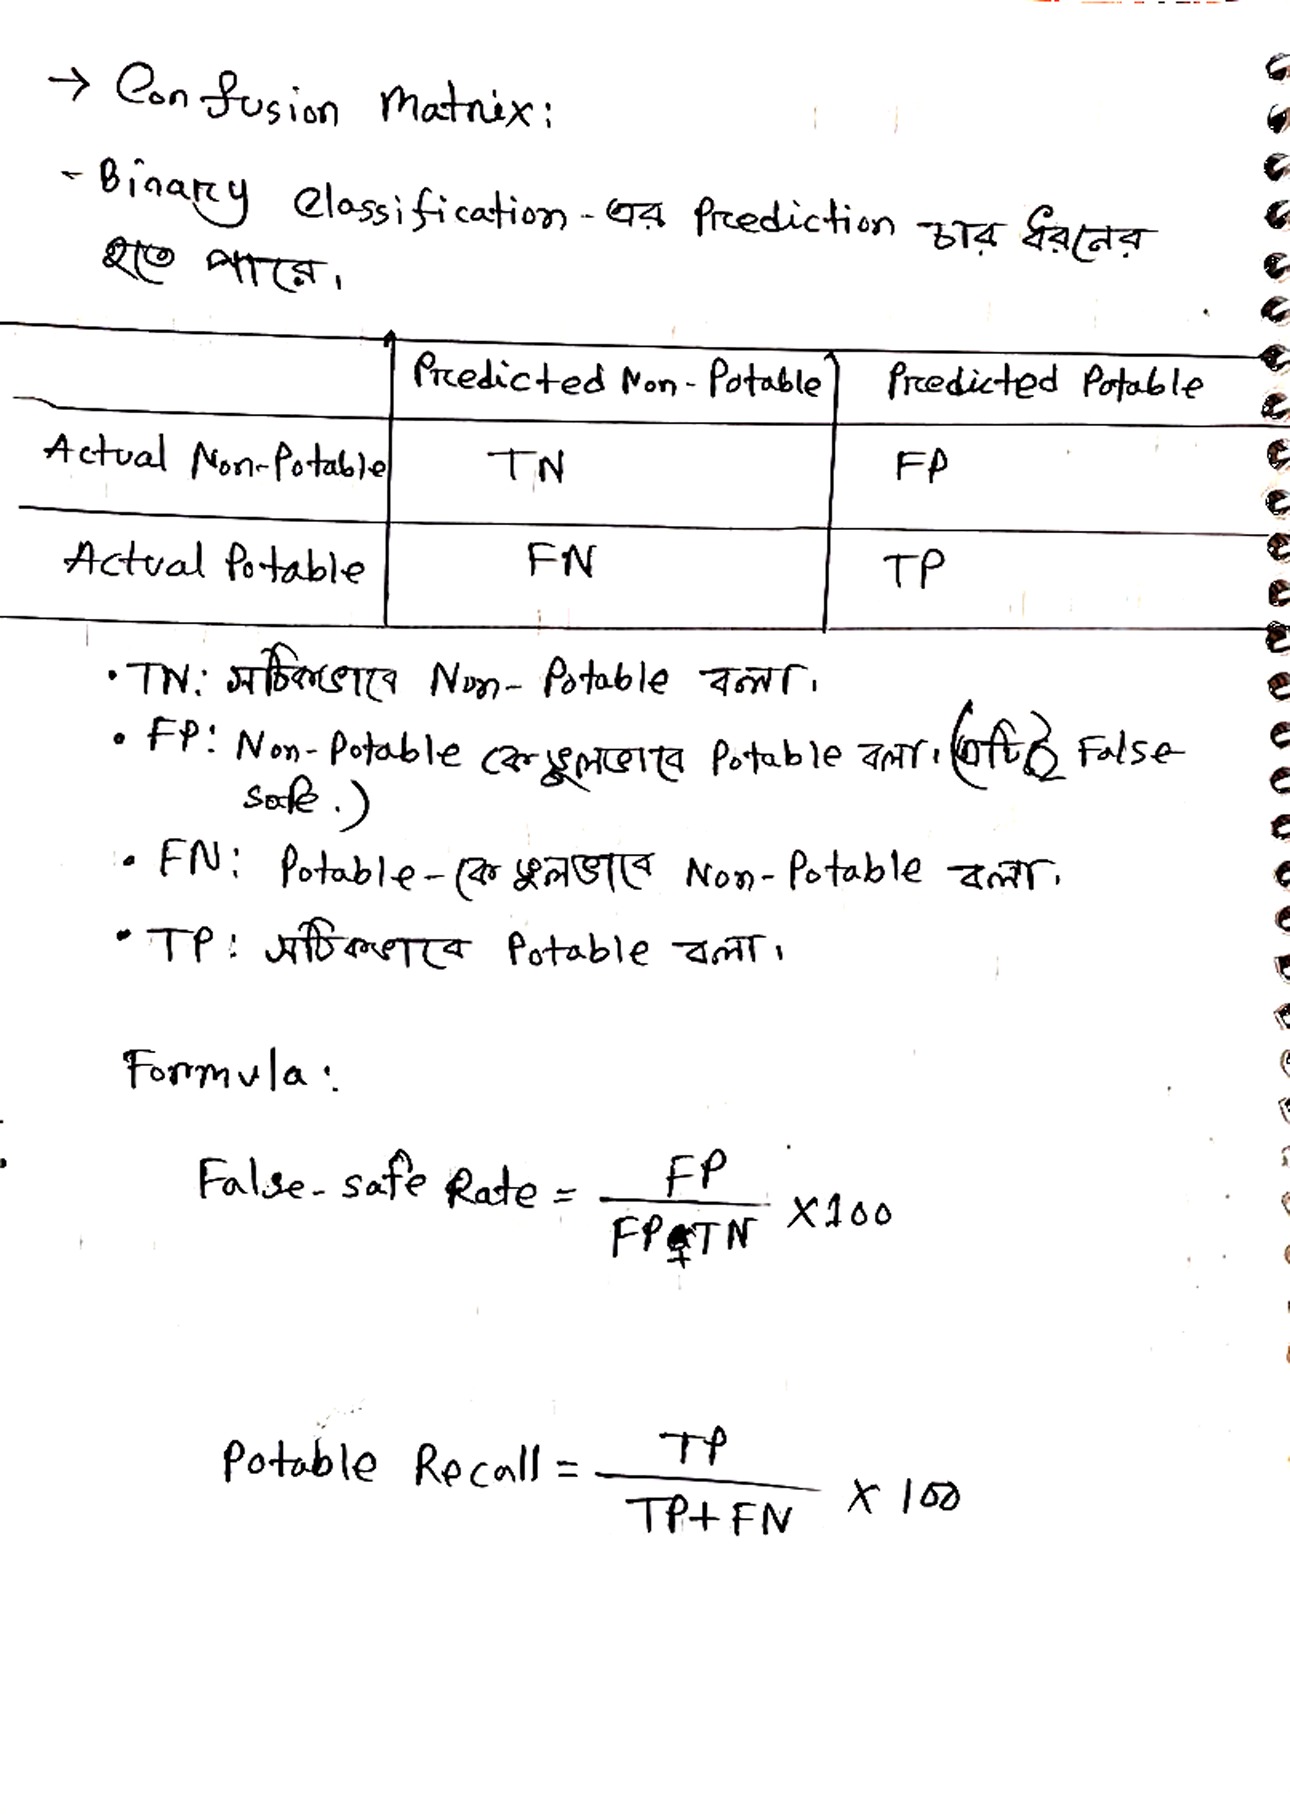 → Confusion Matrix:
- Binary Classification-এর Prediction চার ধরনের
হতে পারে।
Predicted Non-Potable Predicted Potable
Actual Non-Potable TN FP
Actual Potable FN TP
• TN: সঠিকভাবে Non-Potable বলা।
• FP: Non-Potable কে ভুলভাবে Potable বলা। (এটিই False
safe.)
• FN: Potable-কে ভুলভাবে Non-Potable বলা।
• TP: সঠিকভাবে Potable বলা।
Formula:
False-safe Rate = FP / FP+TN × 100
Potable Recall = TP / TP+FN × 100